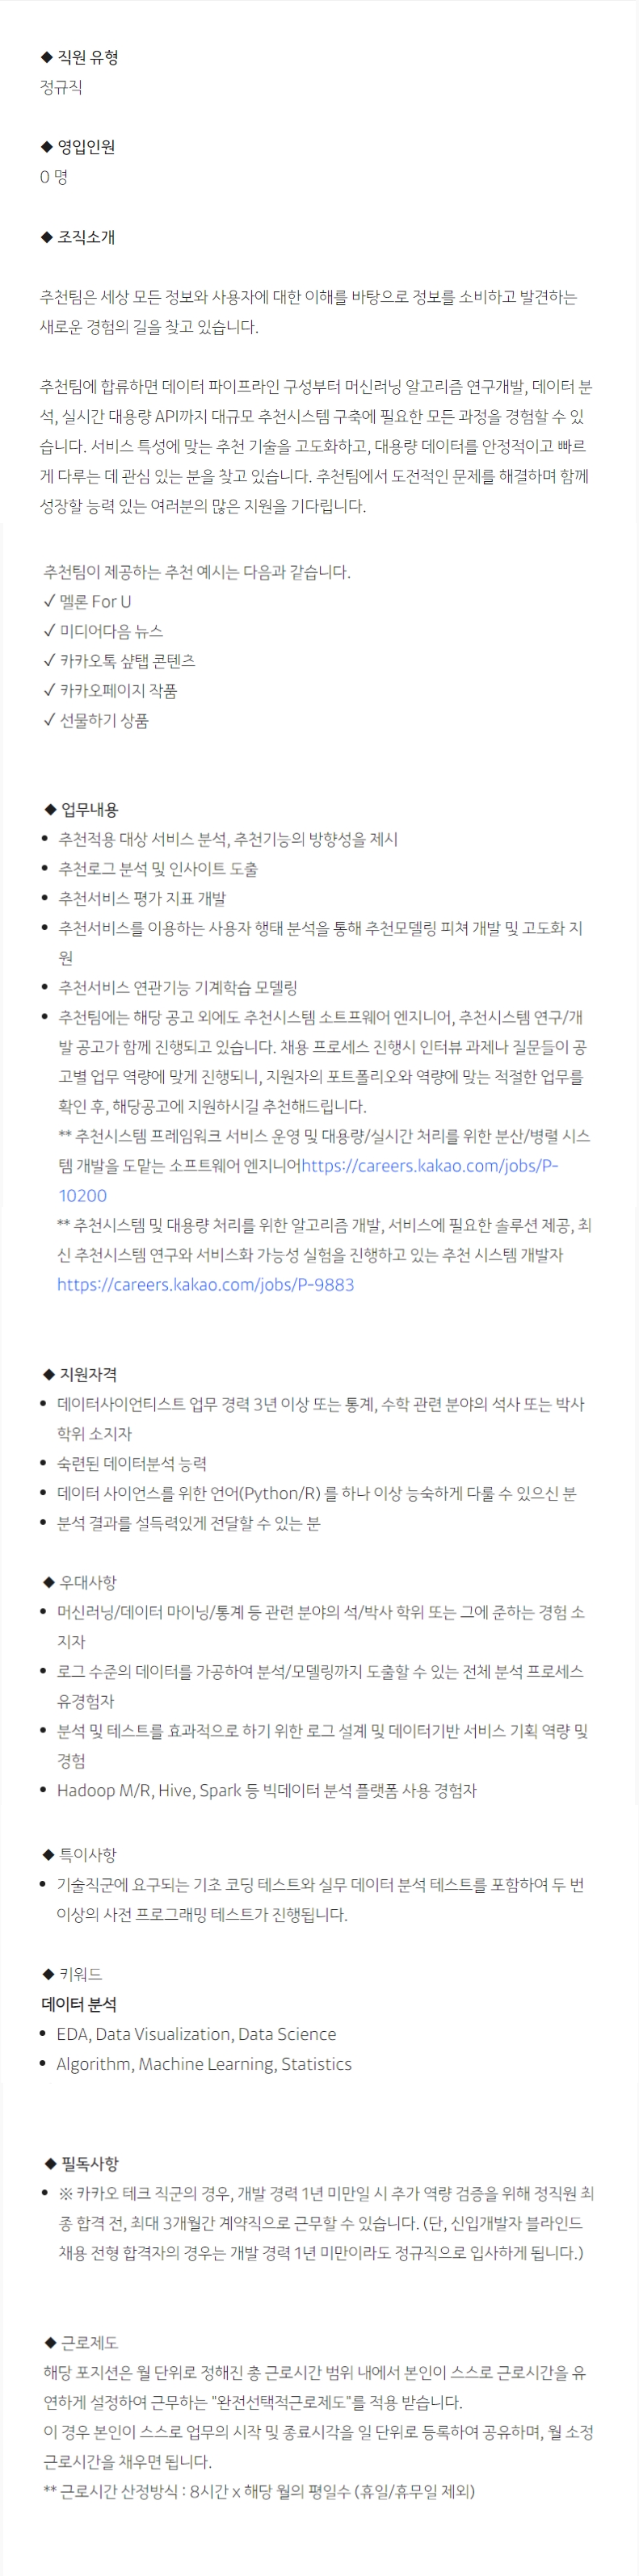 ◆ 직원 유형
정규직
◆ 영입인원
0 명
◆ 조직소개
추천팀은 세상 모든 정보와 사용자에 대한 이해를 바탕으로 정보를 소비하고 발견하는
새로운 경험의 길을 찾고 있습니다.
추천팀에 합류하면 데이터 파이프라인 구성부터 머신러닝 알고리즘 연구개발, 데이터 분
석, 실시간 대용량 API까지 대규모 추천시스템 구축에 필요한 모든 과정을 경험할 수 있
습니다. 서비스 특성에 맞는 추천 기술을 고도화하고, 대용량 데이터를 안정적이고 빠르
게 다루는 데 관심 있는 분을 찾고 있습니다. 추천팀에서 도전적인 문제를 해결하며 함께
성장할 능력 있는 여러분의 많은 지원을 기다립니다.
추천팀이 제공하는 추천 예시는 다음과 같습니다.
✓ 멜론 For U
✓ 미디어다음 뉴스
✓ 카카오톡 샾탭 콘텐츠
✓ 카카오페이지 작품
✓ 선물하기 상품
◆ 업무내용
• 추천적용 대상 서비스 분석, 추천기능의 방향성을 제시
• 추천로그 분석 및 인사이트 도출
• 추천서비스 평가 지표 개발
• 추천서비스를 이용하는 사용자 행태 분석을 통해 추천모델링 피쳐 개발 및 고도화 지
원
• 추천서비스 연관기능 기계학습 모델링
• 추천팀에는 해당 공고 외에도 추천시스템 소트프웨어 엔지니어, 추천시스템 연구/개
발 공고가 함께 진행되고 있습니다. 채용 프로세스 진행시 인터뷰 과제나 질문들이 공
고별 업무 역량에 맞게 진행되니, 지원자의 포트폴리오와 역량에 맞는 적절한 업무를
확인 후, 해당공고에 지원하시길 추천해드립니다.
** 추천시스템 프레임워크 서비스 운영 및 대용량/실시간 처리를 위한 분산/병렬 시스
템 개발을 도맡는 소프트웨어 엔지니어https://careers.kakao.com/jobs/P-
10200
** 추천시스템 및 대용량 처리를 위한 알고리즘 개발, 서비스에 필요한 솔루션 제공, 최
신 추천시스템 연구와 서비스화 가능성 실험을 진행하고 있는 추천 시스템 개발자
https://careers.kakao.com/jobs/P-9883
◆ 지원자격
• 데이터사이언티스트 업무 경력 3년 이상 또는 통계, 수학 관련 분야의 석사 또는 박사
학위 소지자
• 숙련된 데이터분석 능력
• 데이터 사이언스를 위한 언어(Python/R) 를 하나 이상 능숙하게 다룰 수 있으신 분
• 분석 결과를 설득력있게 전달할 수 있는 분
◆ 우대사항
• 머신러닝/데이터 마이닝/통계 등 관련 분야의 석/박사 학위 또는 그에 준하는 경험 소
지자
• 로그 수준의 데이터를 가공하여 분석/모델링까지 도출할 수 있는 전체 분석 프로세스
유경험자
• 분석 및 테스트를 효과적으로 하기 위한 로그 설계 및 데이터기반 서비스 기획 역량 및
경험
• Hadoop M/R, Hive, Spark 등 빅데이터 분석 플랫폼 사용 경험자
◆ 특이사항
• 기술직군에 요구되는 기초 코딩 테스트와 실무 데이터 분석 테스트를 포함하여 두 번
이상의 사전 프로그래밍 테스트가 진행됩니다.
◆ 키워드
데이터 분석
• EDA, Data Visualization, Data Science
• Algorithm, Machine Learning, Statistics
◆ 필독사항
• ※ 카카오 테크 직군의 경우, 개발 경력 1년 미만일 시 추가 역량 검증을 위해 정직원 최
종 합격 전, 최대 3개월간 계약직으로 근무할 수 있습니다. (단, 신입개발자 블라인드
채용 전형 합격자의 경우는 개발 경력 1년 미만이라도 정규직으로 입사하게 됩니다.)
◆ 근로제도
해당 포지션은 월 단위로 정해진 총 근로시간 범위 내에서 본인이 스스로 근로시간을 유
연하게 설정하여 근무하는 "완전선택적근로제도"를 적용 받습니다.
이 경우 본인이 스스로 업무의 시작 및 종료시각을 일 단위로 등록하여 공유하며, 월 소정
근로시간을 채우면 됩니다.
** 근로시간 산정방식 : 8시간 x 해당 월의 평일수 (휴일/휴무일 제외)